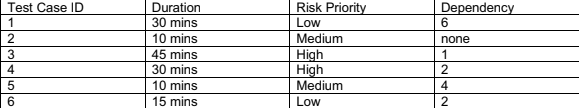 Test Case ID Duration Risk Priority Dependency
1 30 mins Low 6
2 10 mins Medium none
3 45 mins High 1
4 30 mins High 2
5 10 mins Medium 4
6 15 mins Low 2